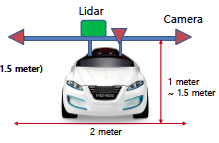 Lidar
Camera
1.5 meter)
1 meter
~ 1.5 meter
2 meter